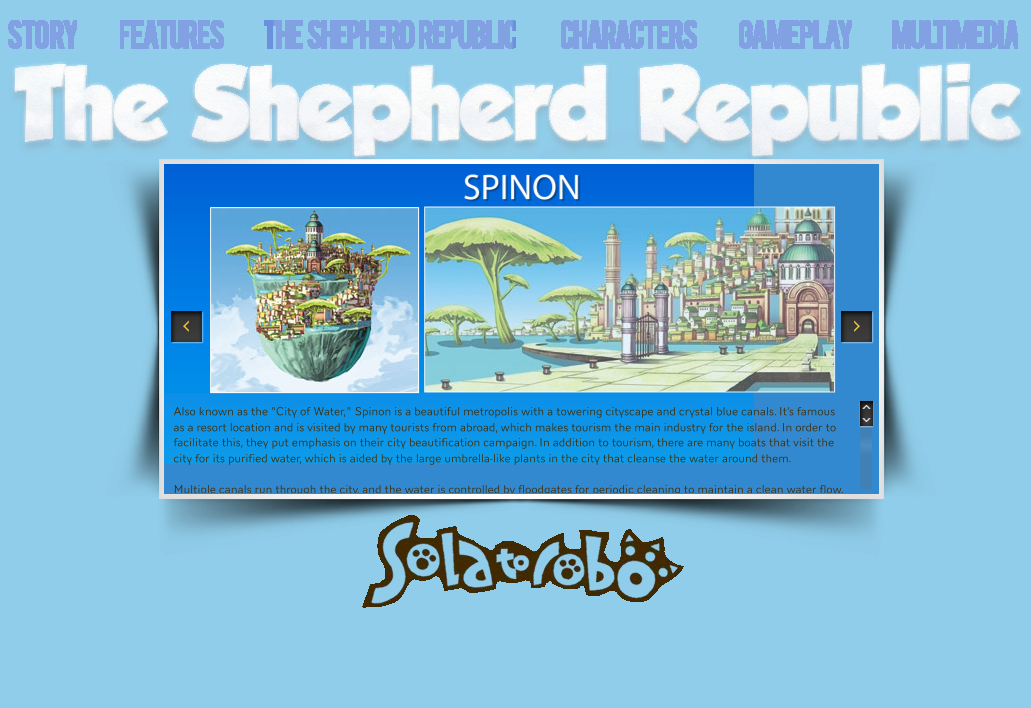 STORY FEATURES THE SHEPHERD REPUBLIC CHARACTERS GAMEPLAY MULTIMEDIA
The Shepherd Republic
SPINON
Also known as the "City of Water," Spinon is a beautiful metropolis with a towering cityscape and crystal blue canals. It's famous
as a resort location and is visited by many tourists from abroad, which makes tourism the main industry for the island. In order to
facilitate this, they put emphasis on their city beautification campaign. In addition to tourism, there are many boats that visit the
city for its purified water, which is aided by the large umbrella-like plants in the city that cleanse the water around them.
Multiple canals run through the city and the water is controlled by floodgates for periodic cleaning to maintain a clean water flow.
Solatorobo